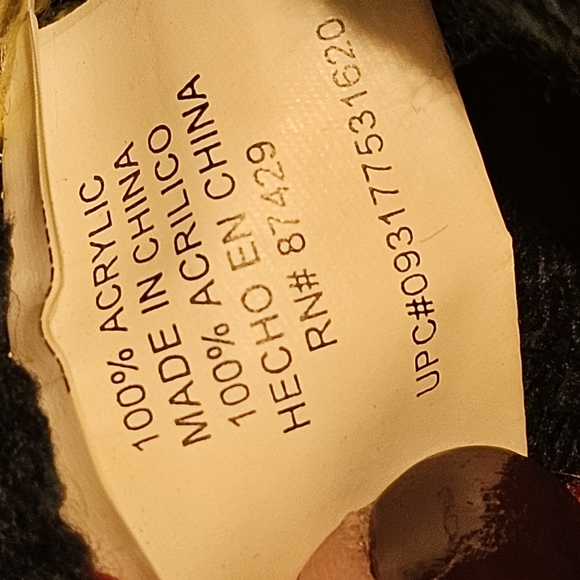 100% ACRYLIC
MADE IN CHINA
100% ACRILICO
HECHO EN CHINA
RN# 87429
UPC#093177531620